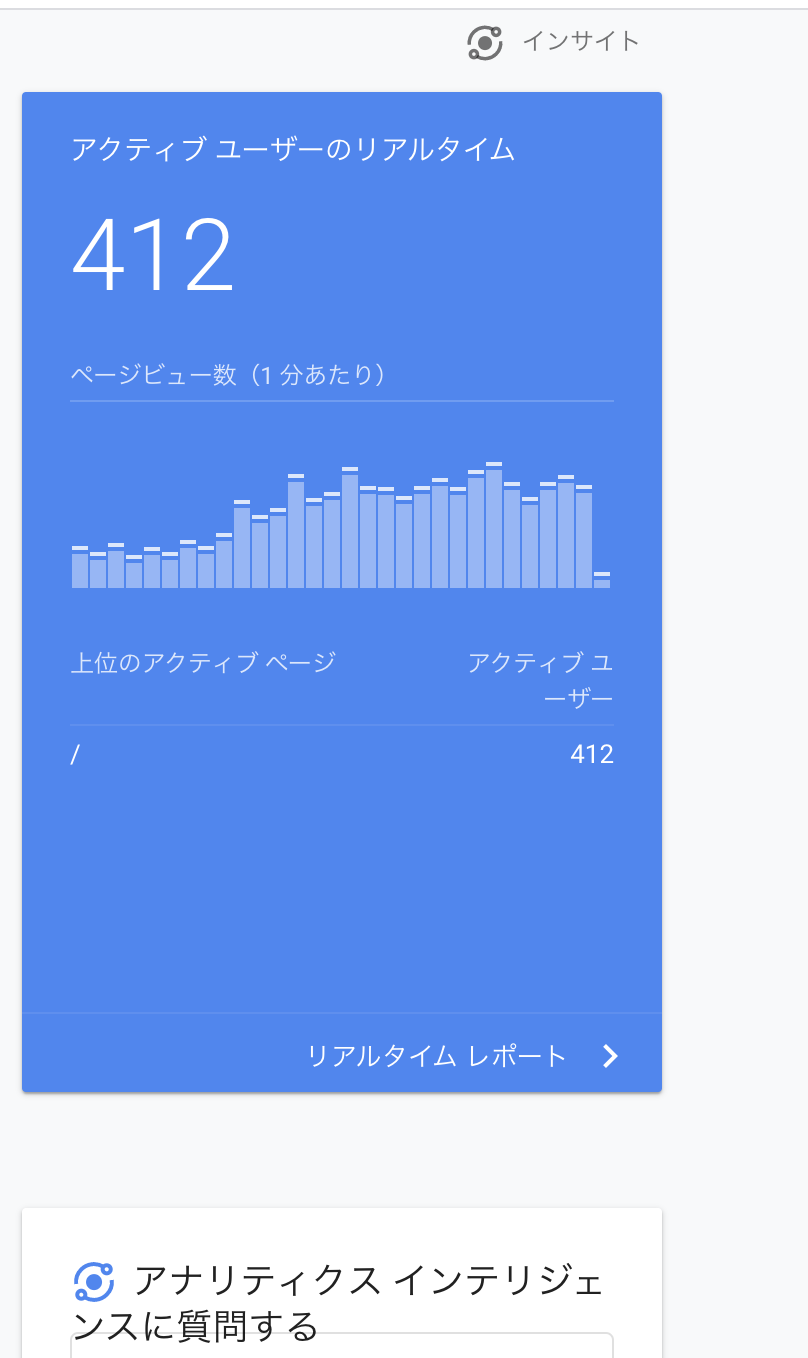 インサイト
アクティブ ユーザーのリアルタイム
412
ページビュー数（1 分あたり）
上位のアクティブ ページ
アクティブ ユ
ーザー
/ 412
リアルタイム レポート
アナリティクス インテリジェ
ンスに質問する